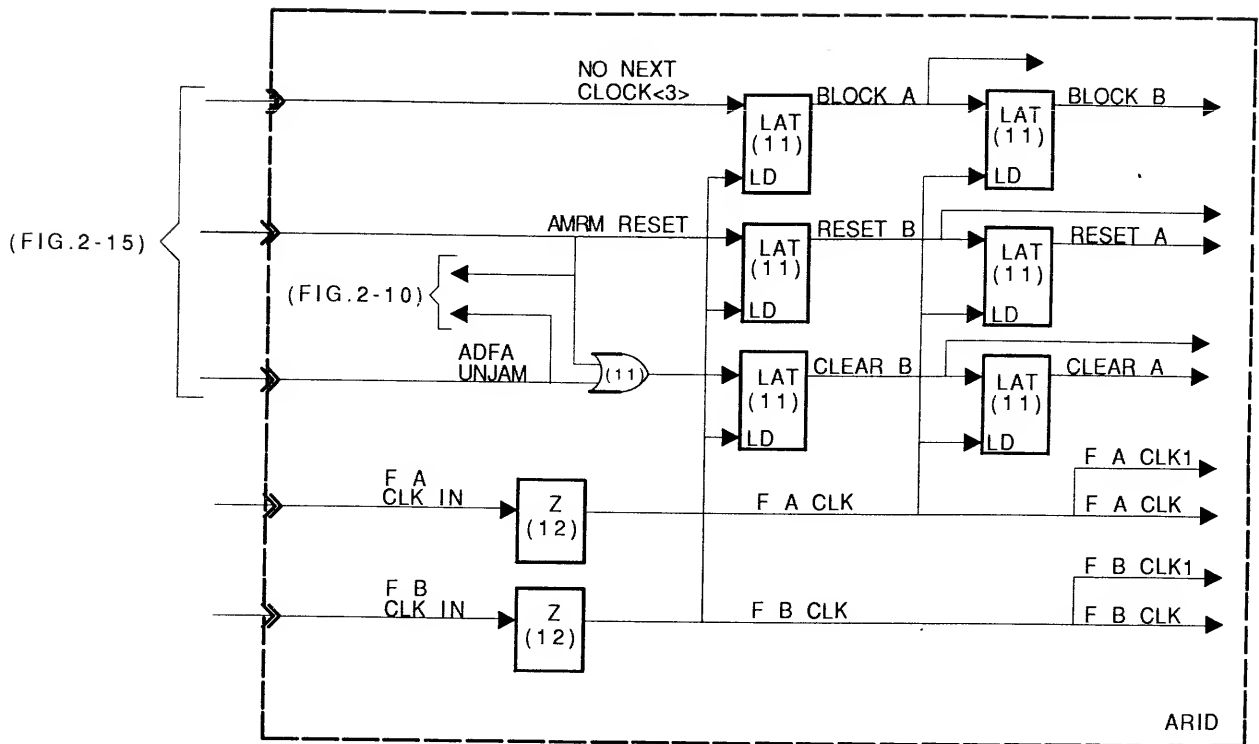 NO NEXT
CLOCK<3>
BLOCK A
BLOCK B
LAT
(11)
LD
LAT
(11)
LD
(FIG.2-15)
AMRM RESET
RESET B
RESET A
LAT
(11)
LD
LAT
(11)
LD
(FIG.2-10)
ADFA
UNJAM
(11)
CLEAR B
CLEAR A
LAT
(11)
LD
LAT
(11)
LD
F A
CLK IN
Z
(12)
F A CLK
F A CLK1
F A CLK
F B
CLK IN
Z
(12)
F B CLK
F B CLK1
F B CLK
ARID